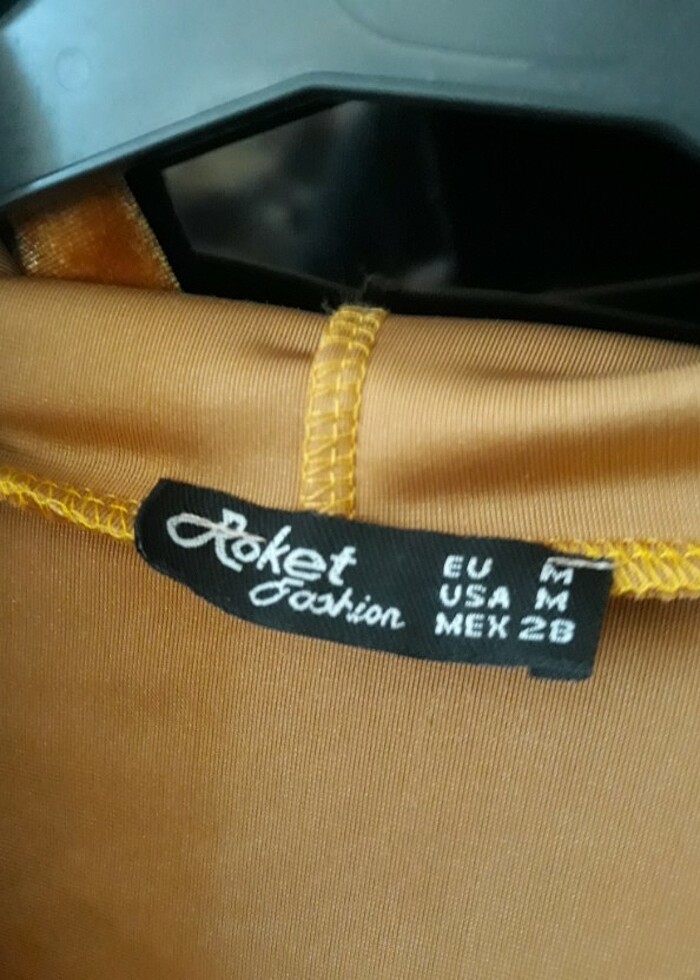 Roket
Fashion
EU M
USA M
MEX 28